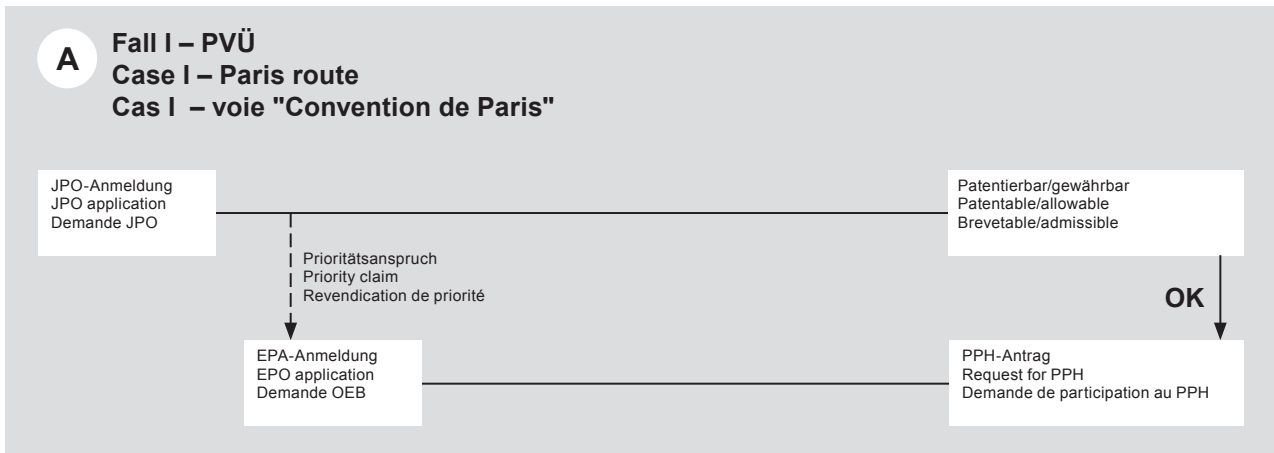 A
Fall I – PVÜ
Case I – Paris route
Cas I – voie "Convention de Paris"
JPO-Anmeldung
JPO application
Demande JPO
Patentierbar/gewährbar
Patentable/allowable
Brevetable/admissible
Prioritätsanspruch
Priority claim
Revendication de priorité
OK
EPA-Anmeldung
EPO application
Demande OEB
PPH-Antrag
Request for PPH
Demande de participation au PPH